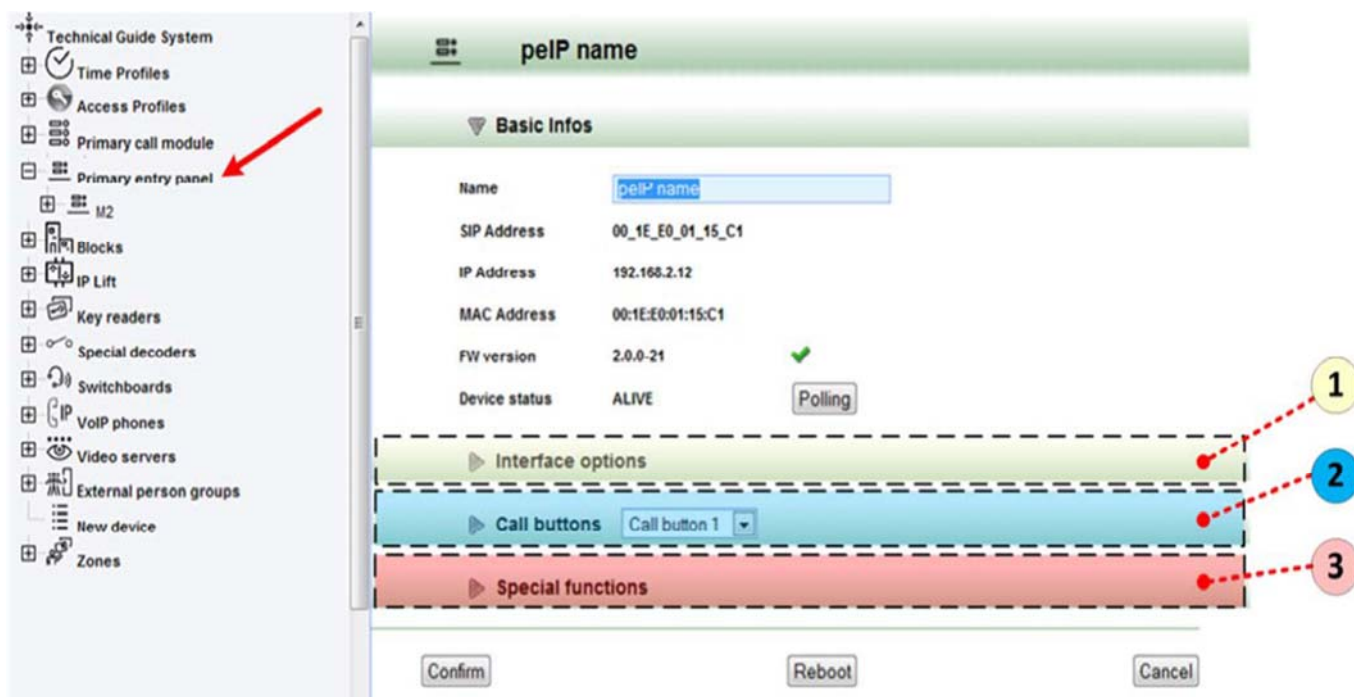 Technical Guide System
Time Profiles
Access Profiles
Primary call module
Primary entry panel
M2
Blocks
IP Lift
Key readers
Special decoders
Switchboards
IP VoIP phones
Video servers
External person groups
New device
Zones
peIP name
Basic Infos
Name peIP name
SIP Address 00_1E_E0_01_15_C1
IP Address 192.168.2.12
MAC Address 00:1E:E0:01:15:C1
FW version 2.0.0-21
Device status ALIVE Polling
Interface options 1
Call buttons Call button 1 2
Special functions 3
Confirm Reboot Cancel